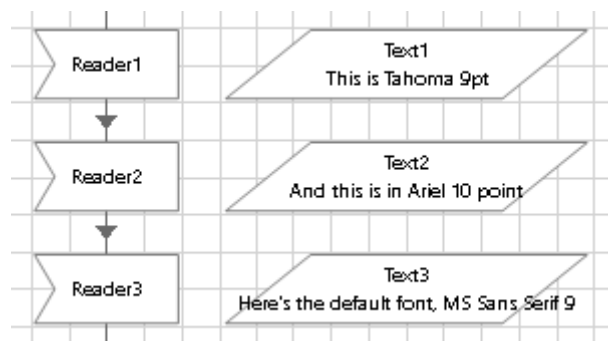 Reader1
Text1
This is Tahoma 9pt
Reader2
Text2
And this is in Ariel 10 point
Reader3
Text3
Here's the default font, MS Sans Serif 9